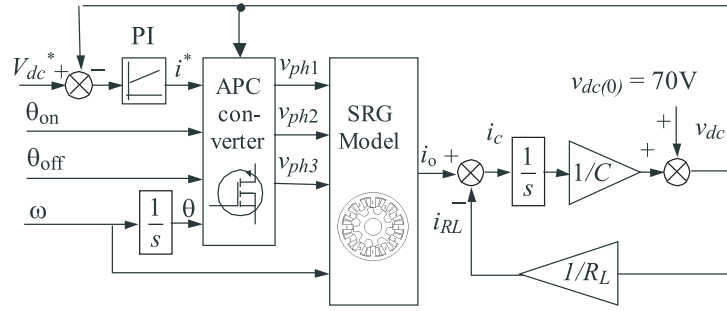 PI
V_dc* + −
i*
θ_on
θ_off
ω
1/s
θ
APC
con-
verter
v_ph1
v_ph2
v_ph3
SRG
Model
i_o +
−
i_RL
i_c
1/s
1/C
v_dc(0) = 70V
+
+
v_dc
1/R_L